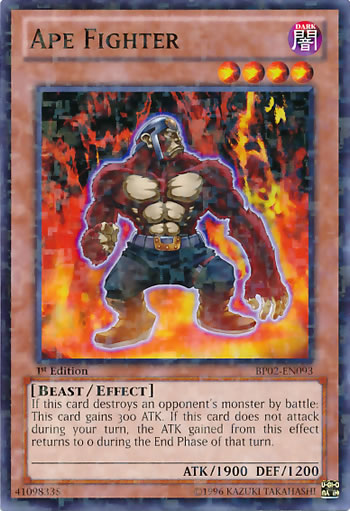 APE FIGHTER
DARK
闇
1st Edition
BP02-EN093
[BEAST/EFFECT]
If this card destroys an opponent's monster by battle:
This card gains 300 ATK. If this card does not attack
during your turn, the ATK gained from this effect
returns to 0 during the End Phase of that turn.
ATK/1900 DEF/1200
41098335
©1996 KAZUKI TAKAHASHI